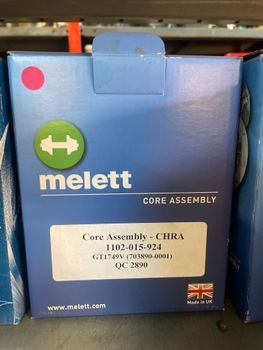 melett
CORE ASSEMBLY
Core Assembly - CHRA
1102-015-924
GT1749V (703890-0001)
QC 2890
www.melett.com
Made in UK